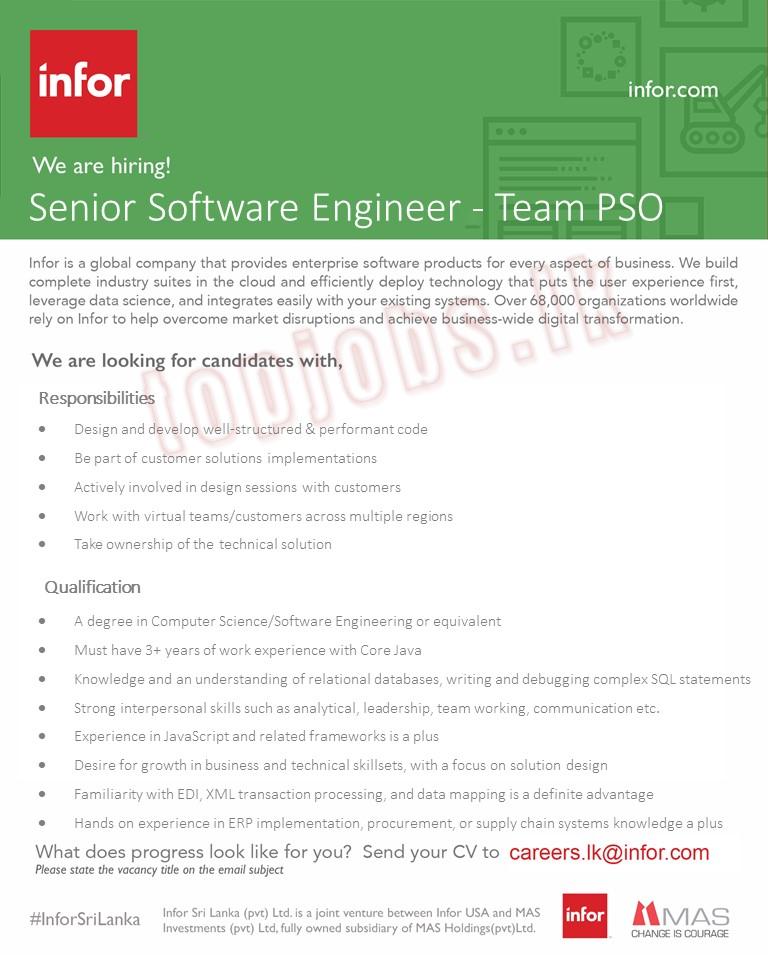 infor
infor.com
We are hiring!
Senior Software Engineer - Team PSO
Infor is a global company that provides enterprise software products for every aspect of business. We build
complete industry suites in the cloud and efficiently deploy technology that puts the user experience first,
leverage data science, and integrates easily with your existing systems. Over 68,000 organizations worldwide
rely on Infor to help overcome market disruptions and achieve business-wide digital transformation.
topjobs.lk
We are looking for candidates with,
Responsibilities
• Design and develop well-structured & performant code
• Be part of customer solutions implementations
• Actively involved in design sessions with customers
• Work with virtual teams/customers across multiple regions
• Take ownership of the technical solution
Qualification
• A degree in Computer Science/Software Engineering or equivalent
• Must have 3+ years of work experience with Core Java
• Knowledge and an understanding of relational databases, writing and debugging complex SQL statements
• Strong interpersonal skills such as analytical, leadership, team working, communication etc.
• Experience in JavaScript and related frameworks is a plus
• Desire for growth in business and technical skillsets, with a focus on solution design
• Familiarity with EDI, XML transaction processing, and data mapping is a definite advantage
• Hands on experience in ERP implementation, procurement, or supply chain systems knowledge a plus
What does progress look like for you? Send your CV to careers.lk@infor.com
Please state the vacancy title on the email subject
#InforSriLanka
Infor Sri Lanka (pvt) Ltd. is a joint venture between Infor USA and MAS
Investments (pvt) Ltd, fully owned subsidiary of MAS Holdings(pvt)Ltd.
infor
MAS
CHANGE IS COURAGE